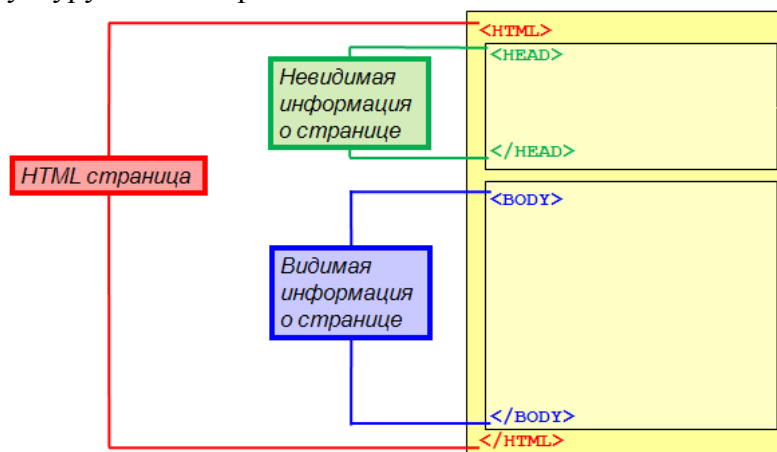 <HTML>
<HEAD>
Невидимая
информация
о странице
</HEAD>
HTML страница
<BODY>
Видимая
информация
о странице
</BODY>
</HTML>